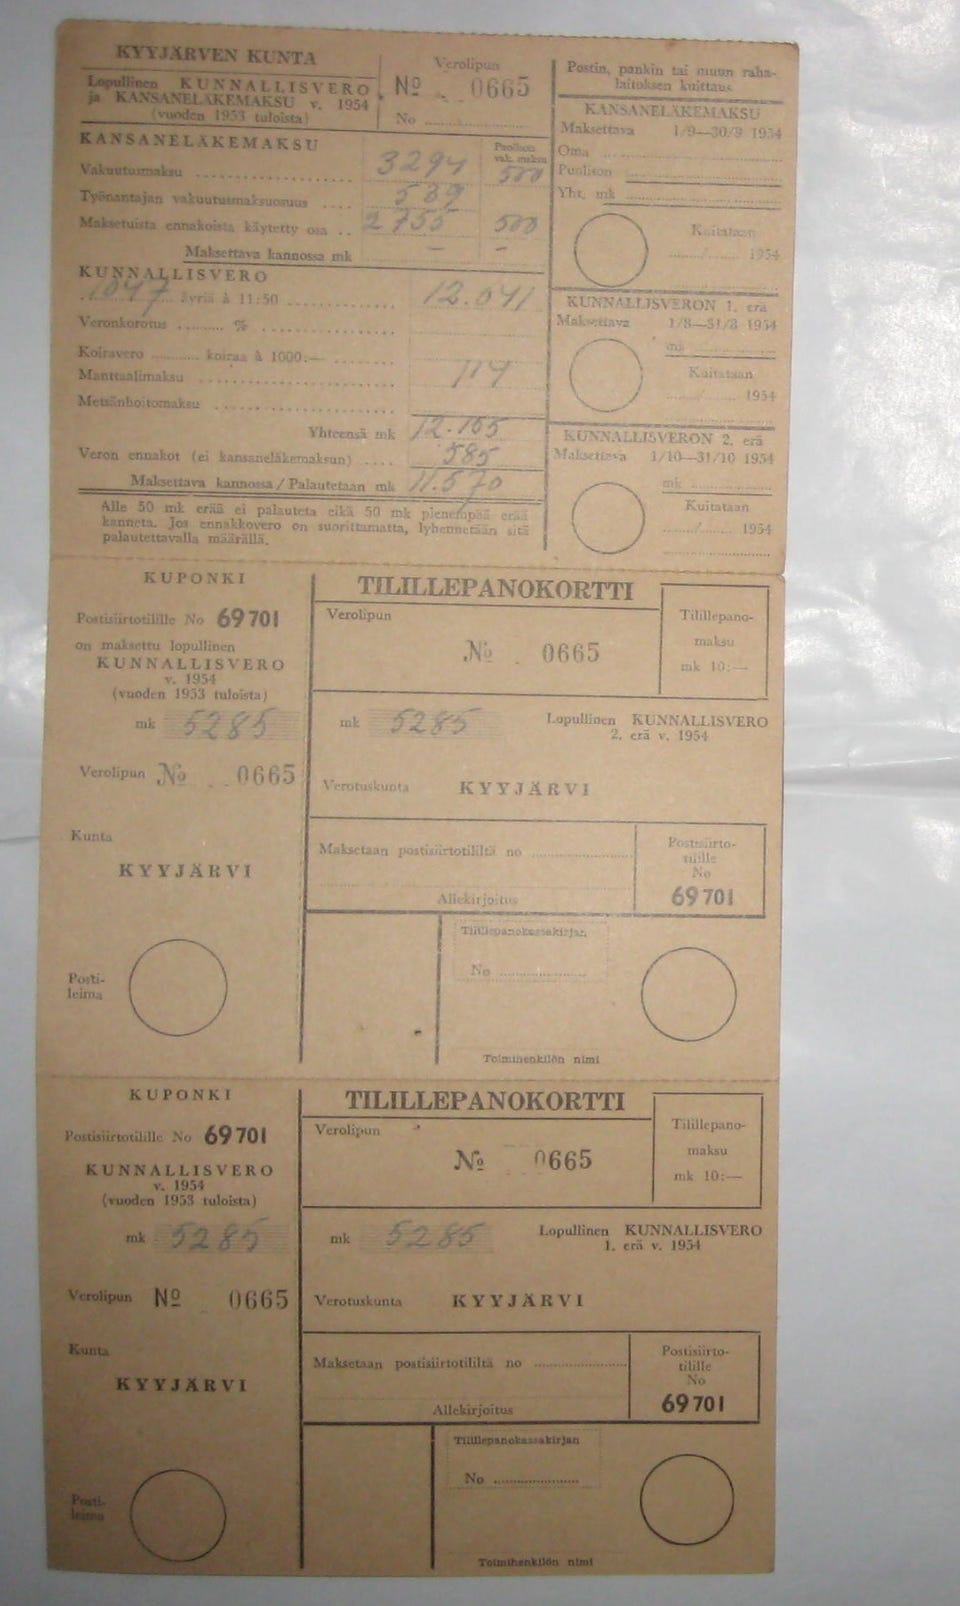 KYYJÄRVEN KUNTA
Lopullinen KUNNALLISVERO
ja KANSANELÄKEMAKSU v. 1954
(vuoden 1953 tuloista)
Verolipun
No 0665
No ..........
KANSANELÄKEMAKSU
Puolison
vak. maksu
Vakuutusmaksu .......... 3294 500
Työnantajan vakuutusmaksuosuus .... 539
Maksetuista ennakoista käytetty osa .. 2755 500
Maksettava kannossa mk – –
KUNNALLISVERO
1047 äyriä à 11:50 .......... 12.041
Veronkorotus .......... % ..........
Koiravero .......... koiraa à 1000:— ..........
Manttaalimaksu .......... 114
Metsänhoitomaksu ..........
Yhteensä mk 12.155
Veron ennakot (ei kansaneläkemaksun) .... 585
Maksettava kannossa/Palautetaan mk 11.570
Alle 50 mk erää ei palauteta eikä 50 mk pienempää erää
kanneta. Jos ennakkovero on suorittamatta, lyhennetään sitä
palautettavalla määrällä.
Postin, pankin tai muun raha-
laitoksen kuittaus
KANSANELÄKEMAKSU
Maksettava 1/9—30/9 1954
Oma ..........
Puolison ..........
Yht. mk ..........
Kuitataan
....../...... 1954
KUNNALLISVERON 1. erä
Maksettava 1/8—31/8 1954
mk ..........
Kuitataan
....../...... 1954
KUNNALLISVERON 2. erä
Maksettava 1/10—31/10 1954
mk ..........
Kuitataan
....../...... 1954
KUPONKI
Postisiirtotilille No 69701
on maksettu lopullinen
KUNNALLISVERO
v. 1954
(vuoden 1953 tuloista)
mk 5285
Verolipun No 0665
Kunta
KYYJÄRVI
Posti-
leima
TILILLEPANOKORTTI
Verolipun
No 0665
Tilillepano-
maksu
mk 10:—
mk 5285
Lopullinen KUNNALLISVERO
2. erä v. 1954
Verotuskunta KYYJÄRVI
Maksetaan postisiirtotililtä no ..........
Allekirjoitus
Postisiirto-
tilille
No
69701
Tilillepanokassakirjan
No ..........
Toimihenkilön nimi
KUPONKI
Postisiirtotilille No 69701
KUNNALLISVERO
v. 1954
(vuoden 1953 tuloista)
mk 5285
Verolipun No 0665
Kunta
KYYJÄRVI
Posti-
leima
TILILLEPANOKORTTI
Verolipun
No 0665
Tilillepano-
maksu
mk 10:—
mk 5285
Lopullinen KUNNALLISVERO
1. erä v. 1954
Verotuskunta KYYJÄRVI
Maksetaan postisiirtotililtä no ..........
Allekirjoitus
Postisiirto-
tilille
No
69701
Tilillepanokassakirjan
No ..........
Toimihenkilön nimi